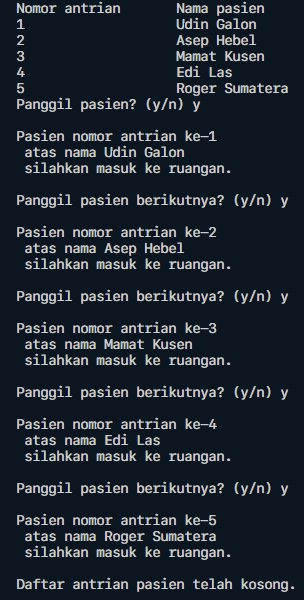 Nomor antrian       Nama pasien
1                   Udin Galon
2                   Asep Hebel
3                   Mamat Kusen
4                   Edi Las
5                   Roger Sumatera
Panggil pasien? (y/n) y

Pasien nomor antrian ke-1
 atas nama Udin Galon
 silahkan masuk ke ruangan.

Panggil pasien berikutnya? (y/n) y

Pasien nomor antrian ke-2
 atas nama Asep Hebel
 silahkan masuk ke ruangan.

Panggil pasien berikutnya? (y/n) y

Pasien nomor antrian ke-3
 atas nama Mamat Kusen
 silahkan masuk ke ruangan.

Panggil pasien berikutnya? (y/n) y

Pasien nomor antrian ke-4
 atas nama Edi Las
 silahkan masuk ke ruangan.

Panggil pasien berikutnya? (y/n) y

Pasien nomor antrian ke-5
 atas nama Roger Sumatera
 silahkan masuk ke ruangan.

Daftar antrian pasien telah kosong.